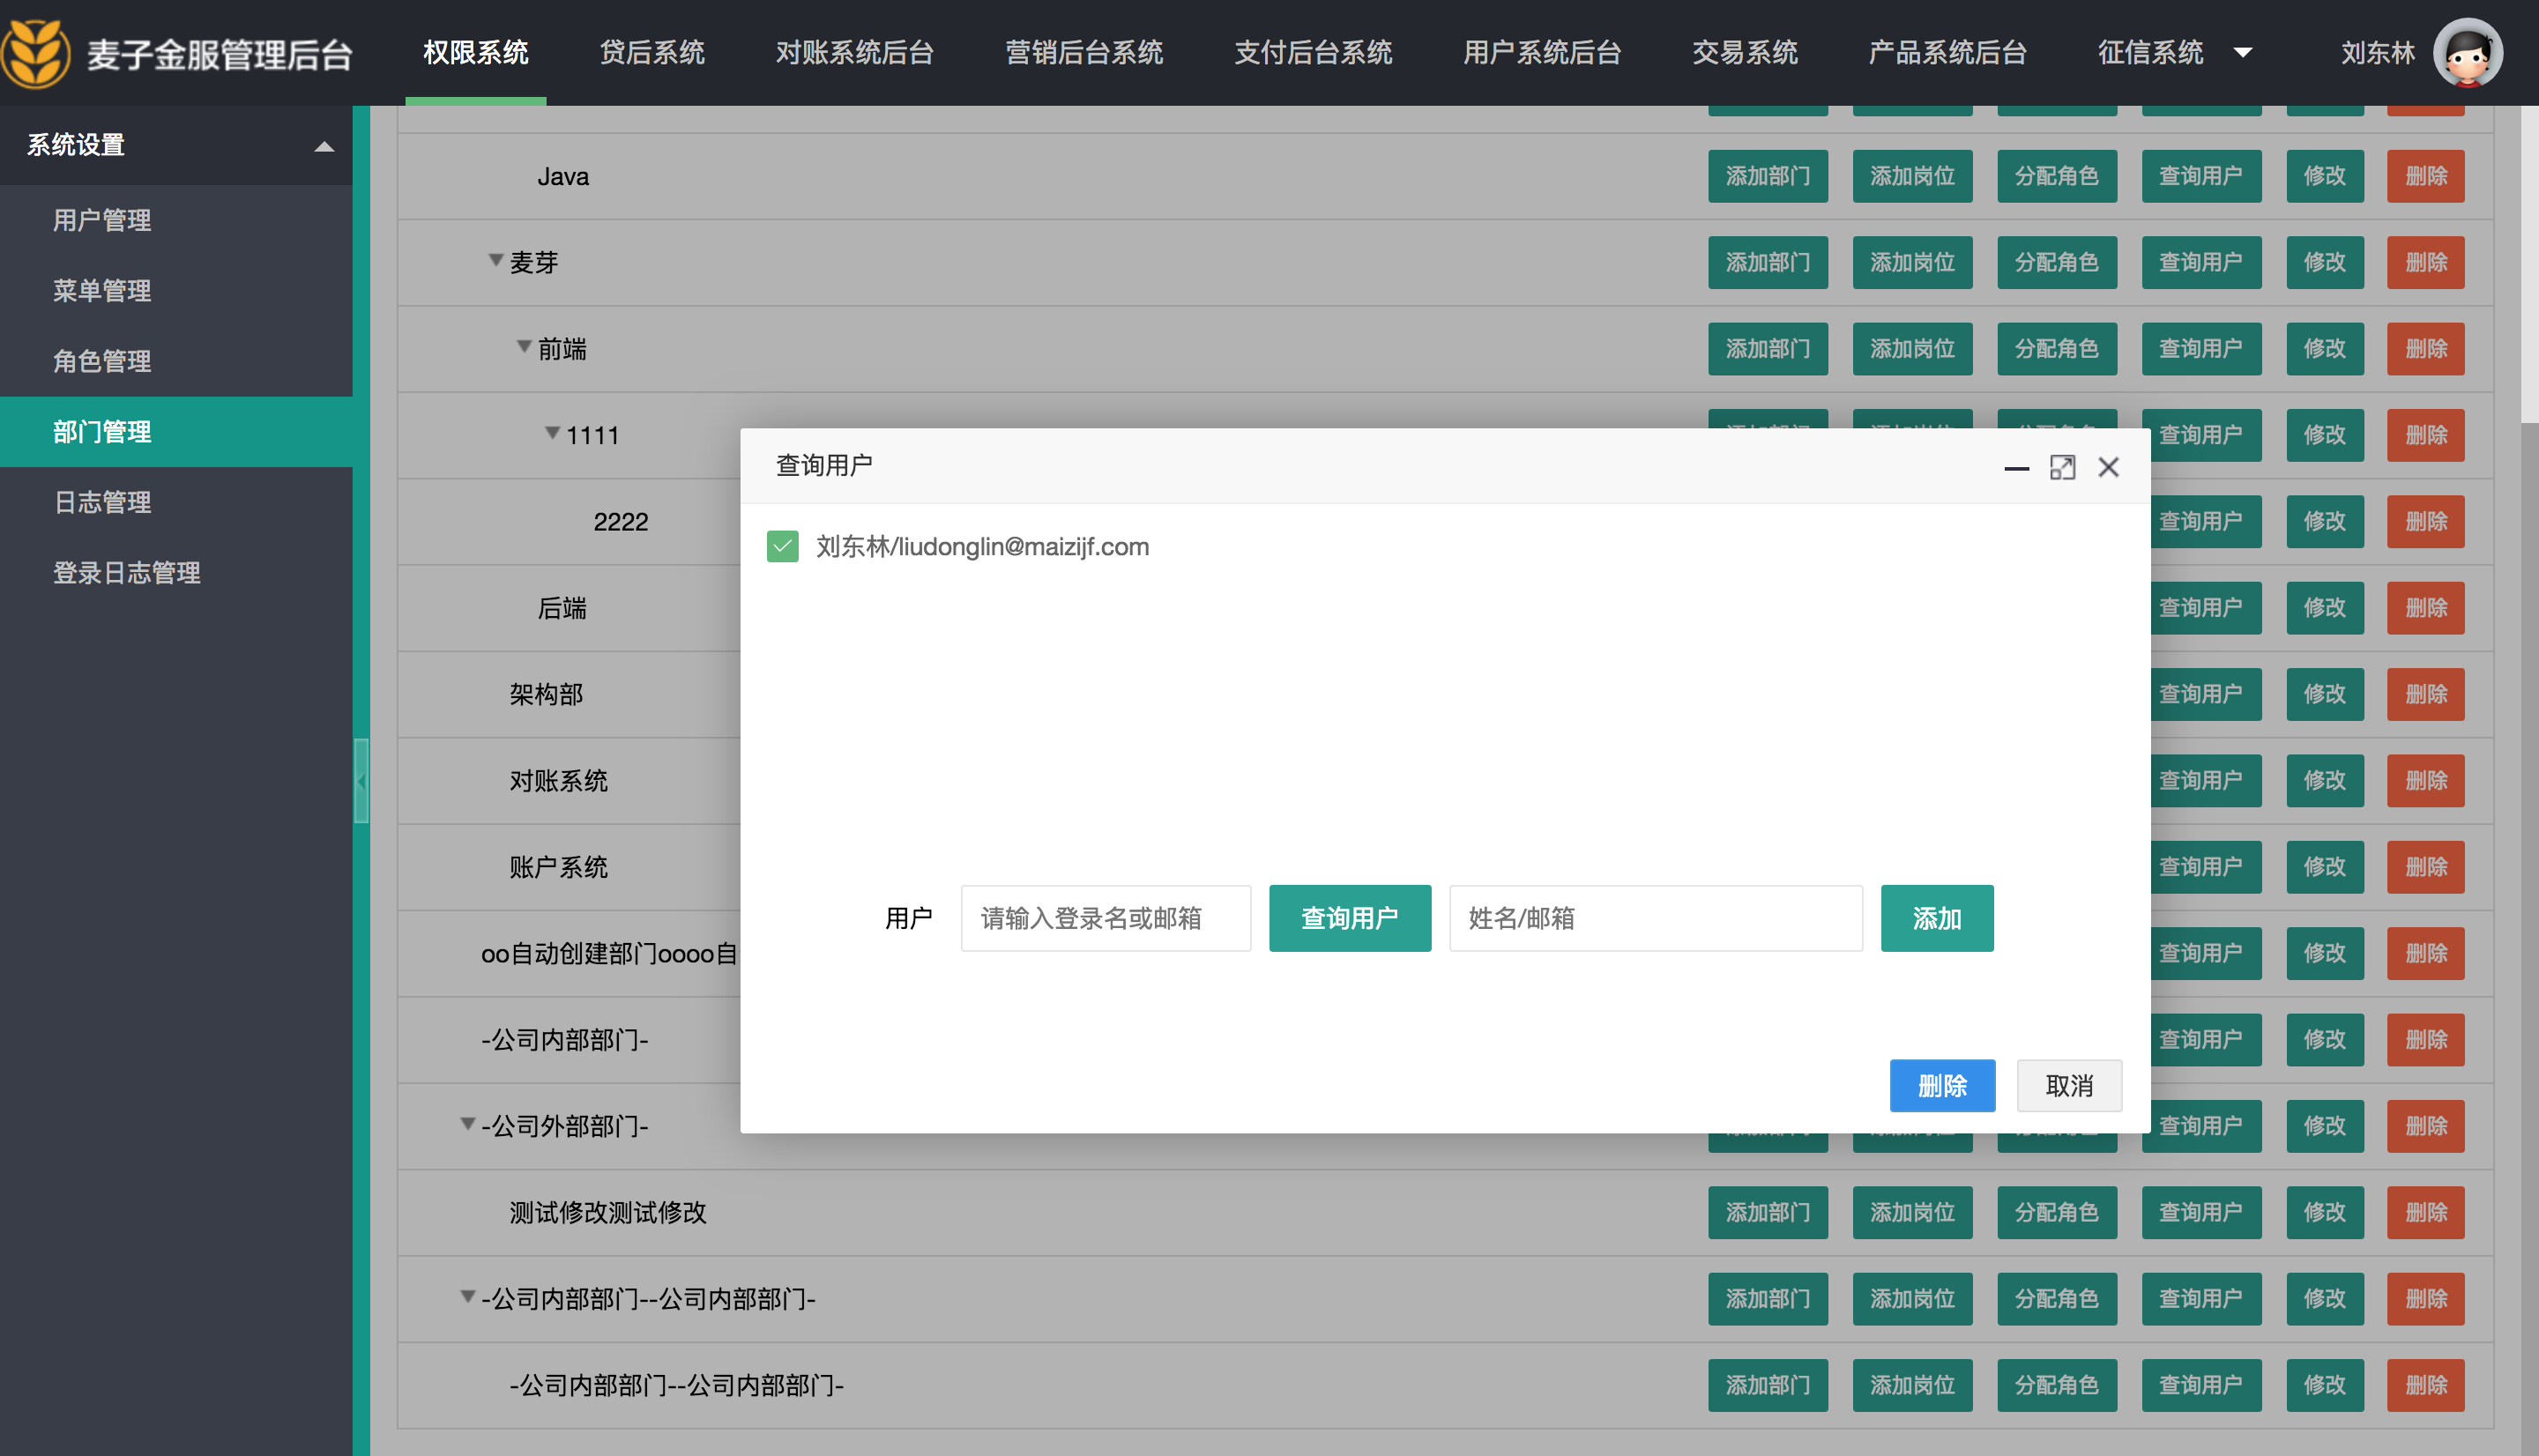 麦子金服管理后台 权限系统 贷后系统 对账系统后台 营销后台系统 支付后台系统 用户系统后台 交易系统 产品系统后台 征信系统 刘东林
系统设置
用户管理
菜单管理
角色管理
部门管理
日志管理
登录日志管理
Java 添加部门 添加岗位 分配角色 查询用户 修改 删除
麦芽 添加部门 添加岗位 分配角色 查询用户 修改 删除
前端 添加部门 添加岗位 分配角色 查询用户 修改 删除
1111 查询用户 修改 删除
2222 查询用户 修改 删除
后端 查询用户 修改 删除
架构部 查询用户 修改 删除
对账系统 查询用户 修改 删除
账户系统 查询用户 修改 删除
oo自动创建部门oooo自 查询用户 修改 删除
-公司内部部门- 查询用户 修改 删除
-公司外部部门- 查询用户 修改 删除
测试修改测试修改 添加部门 添加岗位 分配角色 查询用户 修改 删除
-公司内部部门--公司内部部门- 添加部门 添加岗位 分配角色 查询用户 修改 删除
-公司内部部门--公司内部部门- 添加部门 添加岗位 分配角色 查询用户 修改 删除
查询用户
刘东林/liudonglin@maizijf.com
用户 请输入登录名或邮箱 查询用户 姓名/邮箱 添加
删除 取消